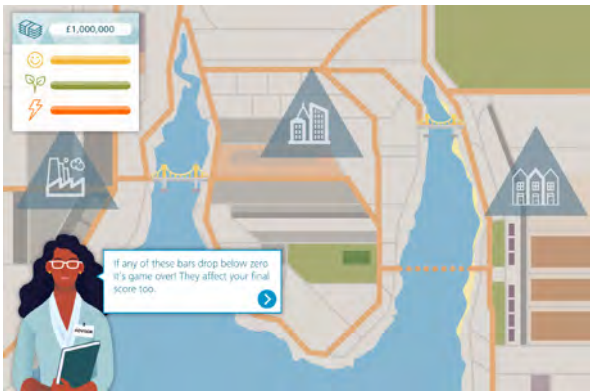 £1,000,000
If any of these bars drop below zero
it's game over! They affect your final
score too.
ADVISOR